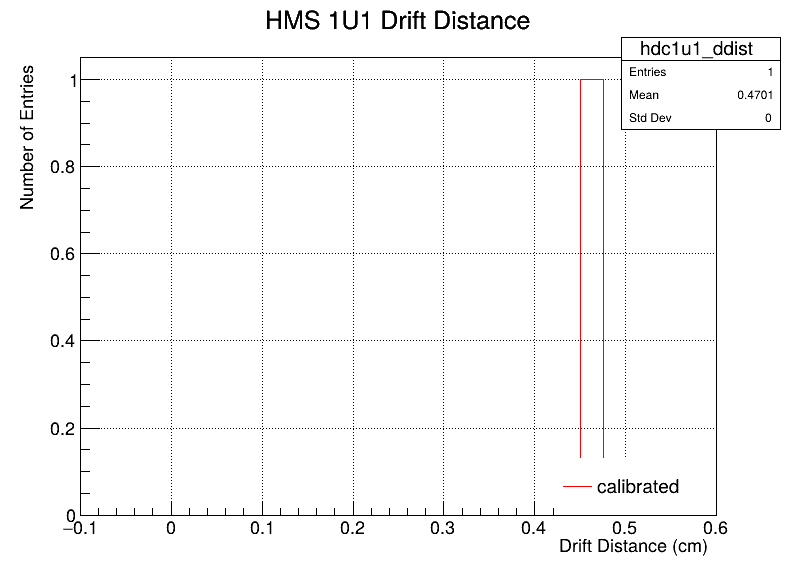 HMS 1U1 Drift Distance
hdc1u1_ddist
Entries 1
Mean 0.4701
Std Dev 0
Number of Entries
1
0.8
0.6
0.4
0.2
0
−0.1 0 0.1 0.2 0.3 0.4 0.5 0.6
calibrated
Drift Distance (cm)